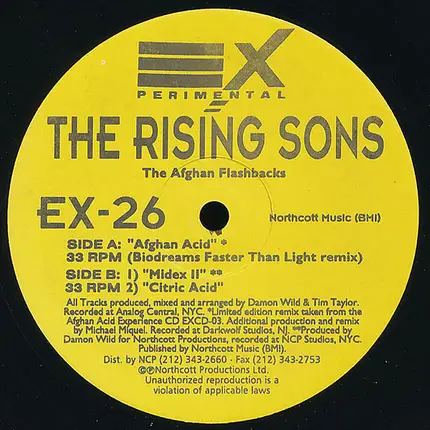 EX
PERIMENTAL
THE RISING SONS
The Afghan Flashbacks
EX-26
Northcott Music (BMI)
SIDE A: "Afghan Acid" *
33 RPM (Biodreams Faster Than Light remix)
SIDE B: 1) "Midex II" **
33 RPM 2) "Citric Acid"
All Tracks produced, mixed and arranged by Damon Wild & Tim Taylor.
Recorded at Analog Central, NYC. *Limited edition remix taken from the
Afghan Acid Experience CD EXCD-03. Additional production and remix
by Michael Miquel. Recorded at Darkwolf Studios, NJ. **Produced by
Damon Wild for Northcott Productions, recorded at NCP Studios, NYC.
Published by Northcott Music (BMI).
Dist. by NCP (212) 343-2660 - Fax (212) 343-2753
©℗Northcott Productions Ltd.
Unauthorized reproduction is a
violation of applicable laws